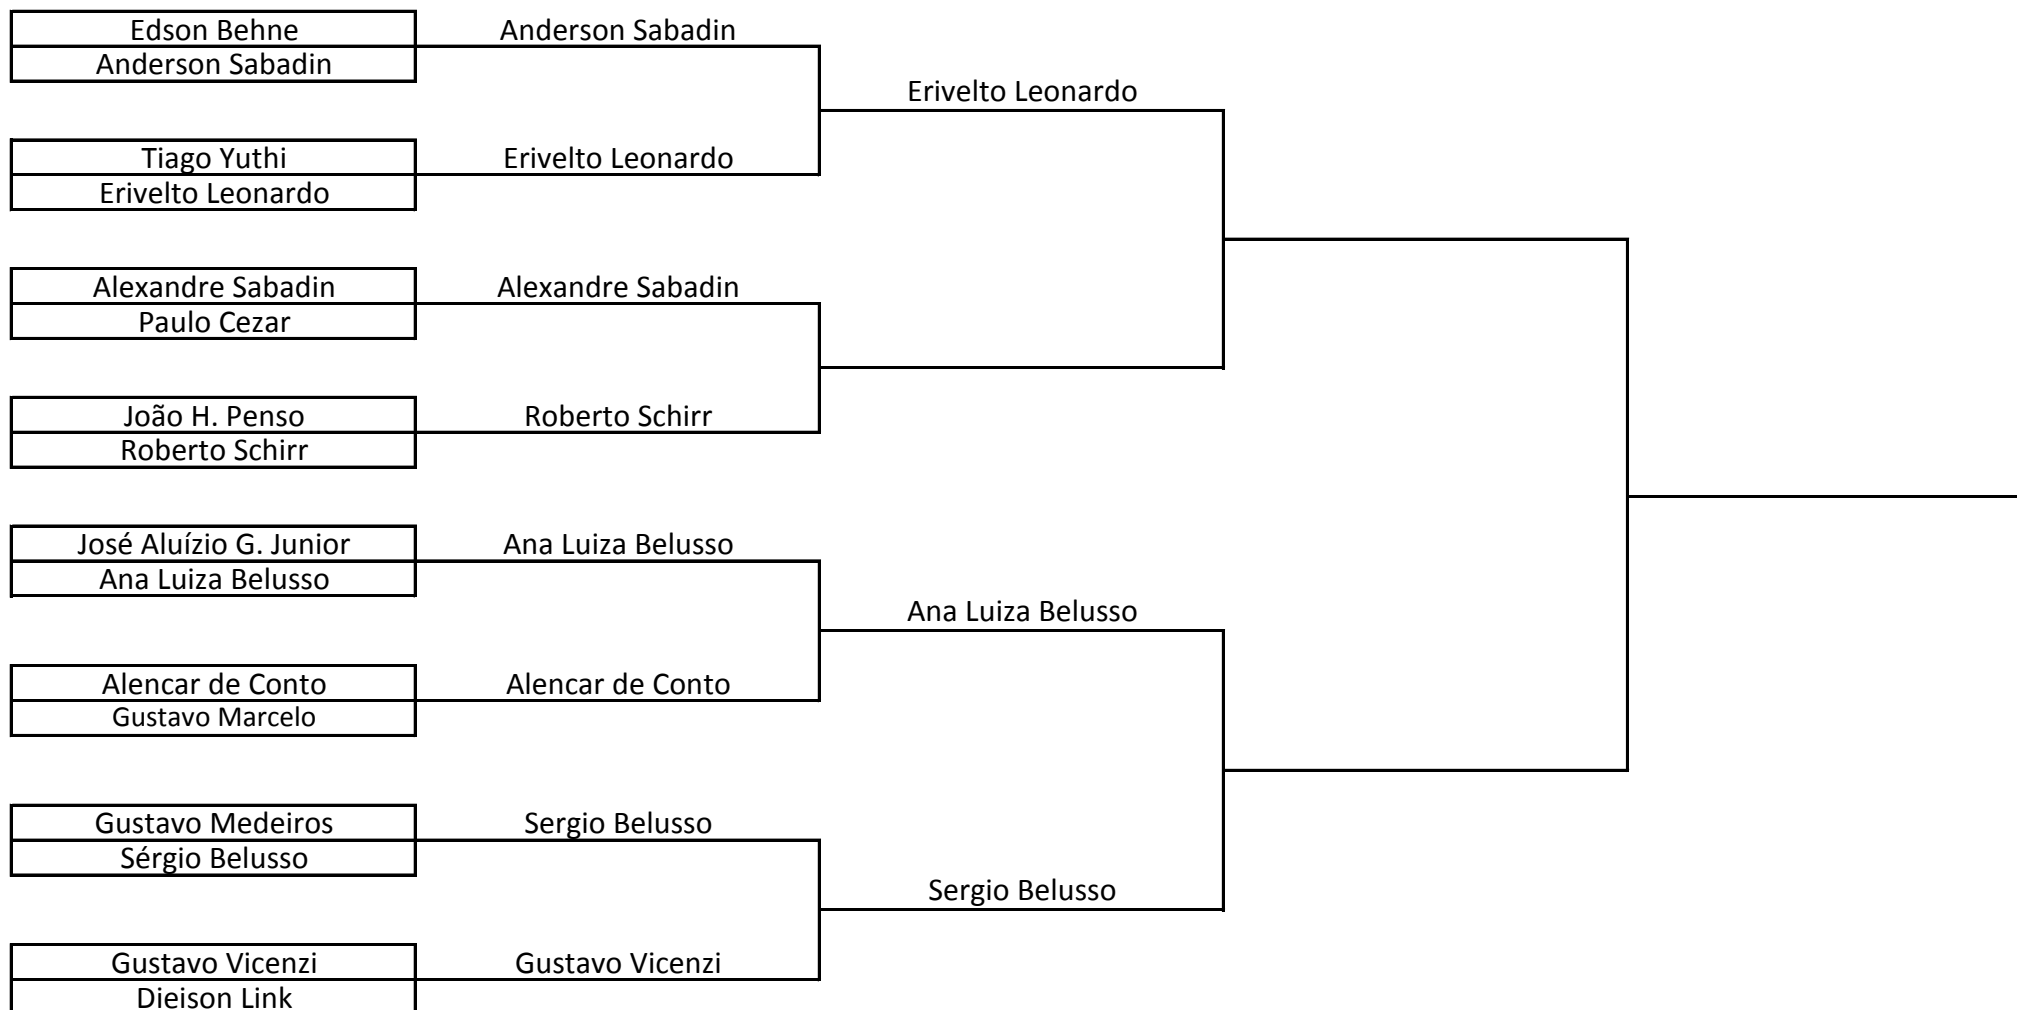 Edson Behne
Anderson Sabadin
Anderson Sabadin
Erivelto Leonardo
Tiago Yuthi
Erivelto Leonardo
Erivelto Leonardo
Alexandre Sabadin
Alexandre Sabadin
Paulo Cezar
João H. Penso
Roberto Schirr
Roberto Schirr
José Aluízio G. Junior
Ana Luiza Belusso
Ana Luiza Belusso
Ana Luiza Belusso
Alencar de Conto
Alencar de Conto
Gustavo Marcelo
Gustavo Medeiros
Sergio Belusso
Sérgio Belusso
Sergio Belusso
Gustavo Vicenzi
Gustavo Vicenzi
Dieison Link